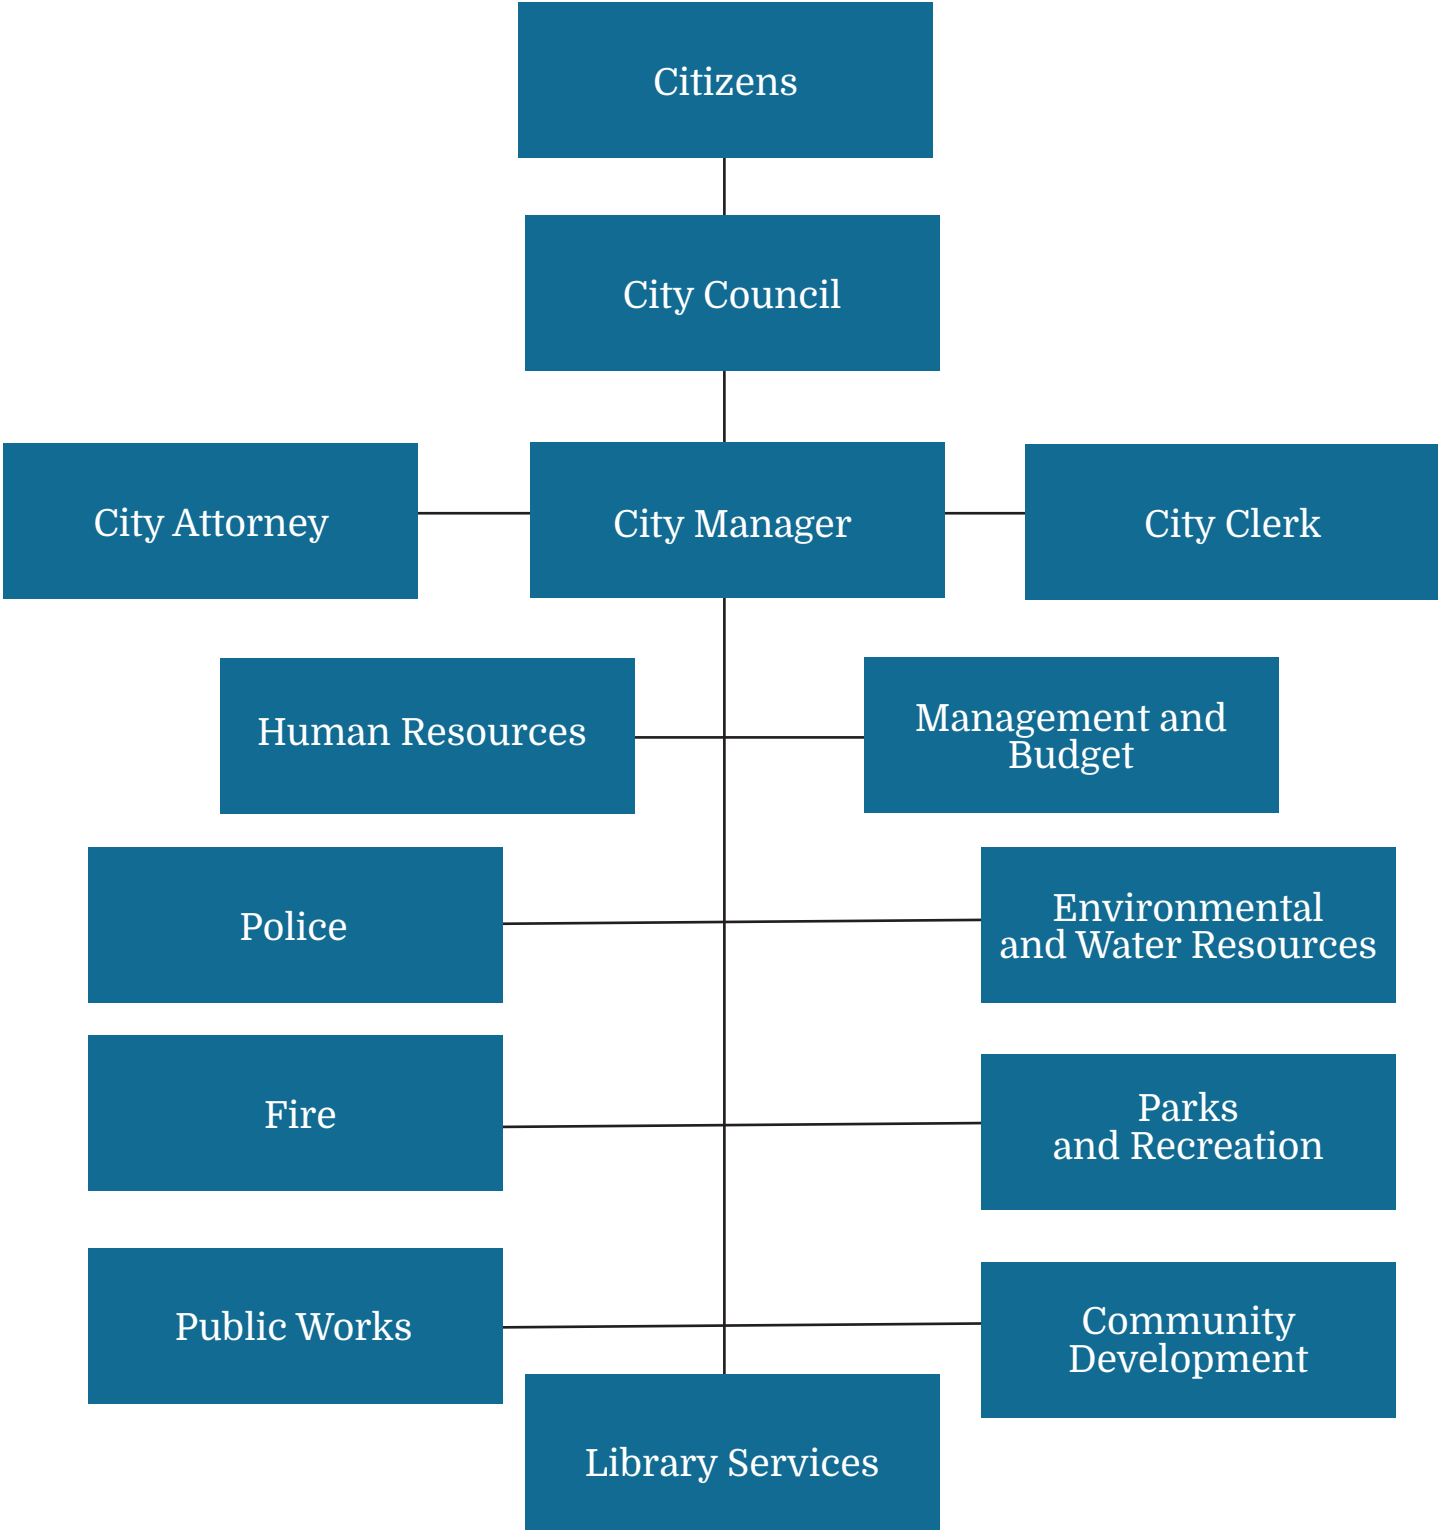 Citizens
City Council
City Attorney
City Manager
City Clerk
Human Resources
Management and
Budget
Police
Environmental
and Water Resources
Fire
Parks
and Recreation
Public Works
Community
Development
Library Services